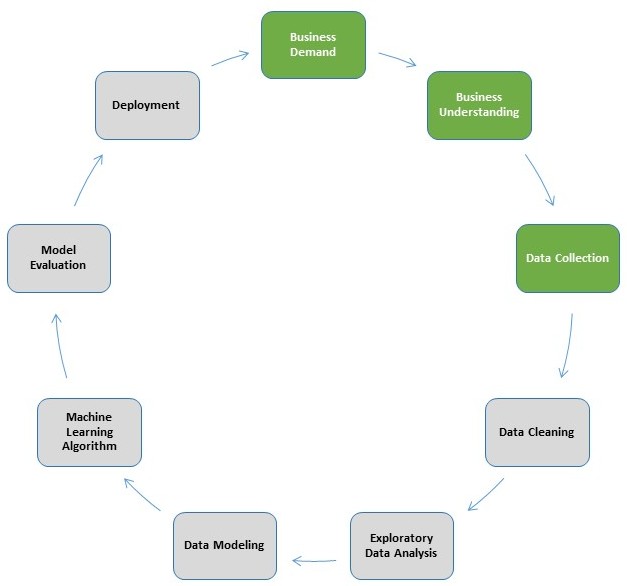 Business
Demand
Business
Understanding
Data Collection
Data Cleaning
Exploratory
Data Analysis
Data Modeling
Machine
Learning
Algorithm
Model
Evaluation
Deployment